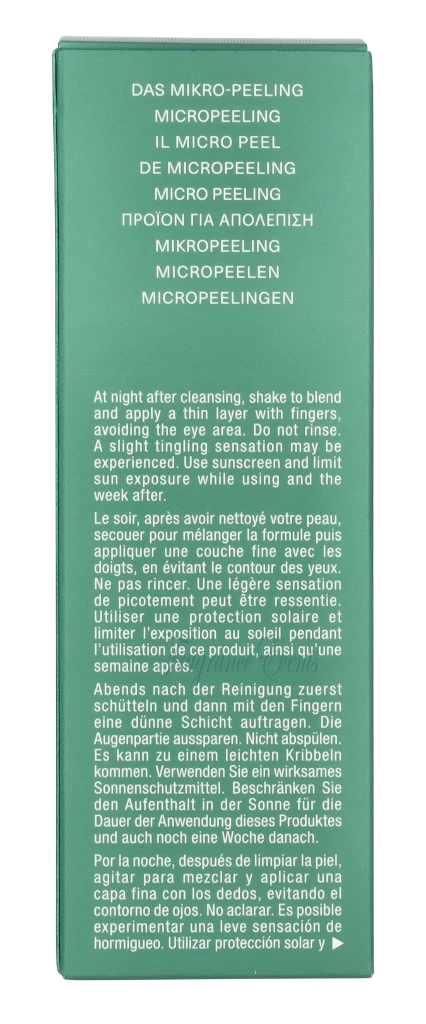 DAS MIKRO-PEELING
MICROPEELING
IL MICRO PEEL
DE MICROPEELING
MICRO PEELING
ΠΡΟΪΟΝ ΓΙΑ ΑΠΟΛΕΠΙΣΗ
MIKROPEELING
MICROPEELEN
MICROPEELINGEN
At night after cleansing, shake to blend
and apply a thin layer with fingers,
avoiding the eye area. Do not rinse.
A slight tingling sensation may be
experienced. Use sunscreen and limit
sun exposure while using and the
week after.
Le soir, après avoir nettoyé votre peau,
secouer pour mélanger la formule puis
appliquer une couche fine avec les
doigts, en évitant le contour des yeux.
Ne pas rincer. Une légère sensation
de picotement peut être ressentie.
Utiliser une protection solaire et
limiter l'exposition au soleil pendant
l'utilisation de ce produit, ainsi qu'une
semaine après.
Abends nach der Reinigung zuerst
schütteln und dann mit den Fingern
eine dünne Schicht auftragen. Die
Augenpartie aussparen. Nicht abspülen.
Es kann zu einem leichten Kribbeln
kommen. Verwenden Sie ein wirksames
Sonnenschutzmittel. Beschränken Sie
den Aufenthalt in der Sonne für die
Dauer der Anwendung dieses Produktes
und auch noch eine Woche danach.
Por la noche, después de limpiar la piel,
agitar para mezclar y aplicar una
capa fina con los dedos, evitando el
contorno de ojos. No aclarar. Es posible
experimentar una leve sensación de
hormigueo. Utilizar protección solar y ▶